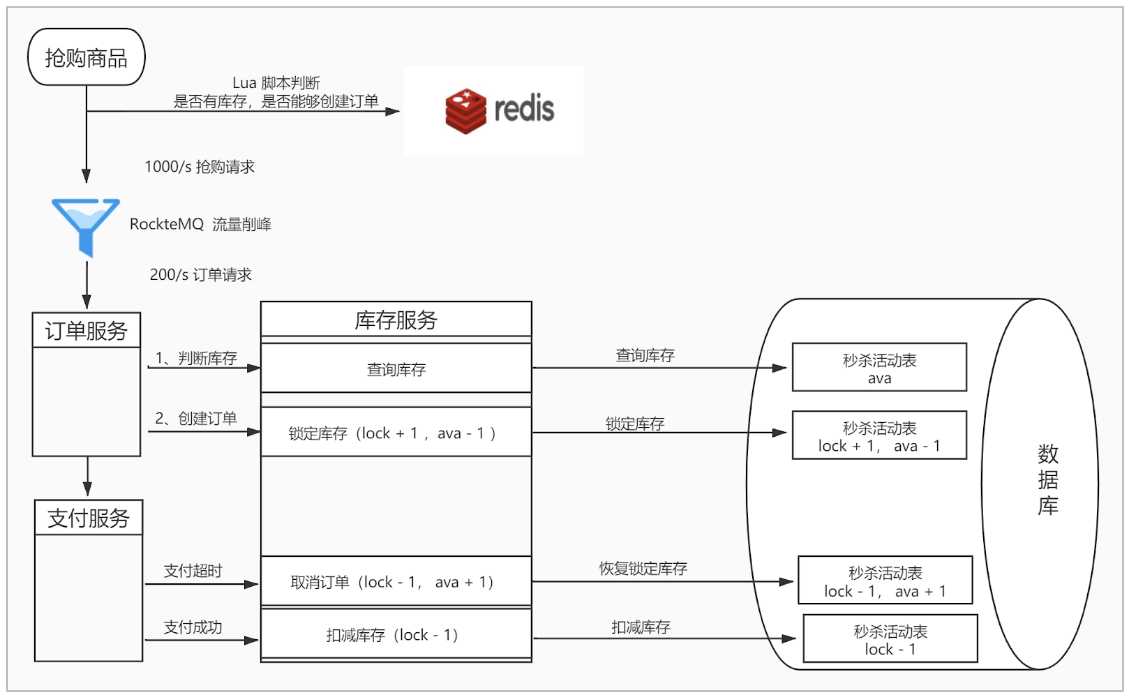 抢购商品
Lua 脚本判断
是否有库存，是否能够创建订单
redis
1000/s 抢购请求
RockteMQ 流量削峰
200/s 订单请求
订单服务
库存服务
1、判断库存
查询库存
查询库存
秒杀活动表
ava
2、创建订单
锁定库存（lock + 1 ，ava - 1 ）
锁定库存
秒杀活动表
lock + 1， ava - 1
数
据
库
支付服务
支付超时
取消订单（lock - 1， ava + 1）
恢复锁定库存
秒杀活动表
lock - 1， ava + 1
支付成功
扣减库存（lock - 1）
扣减库存
秒杀活动表
lock - 1